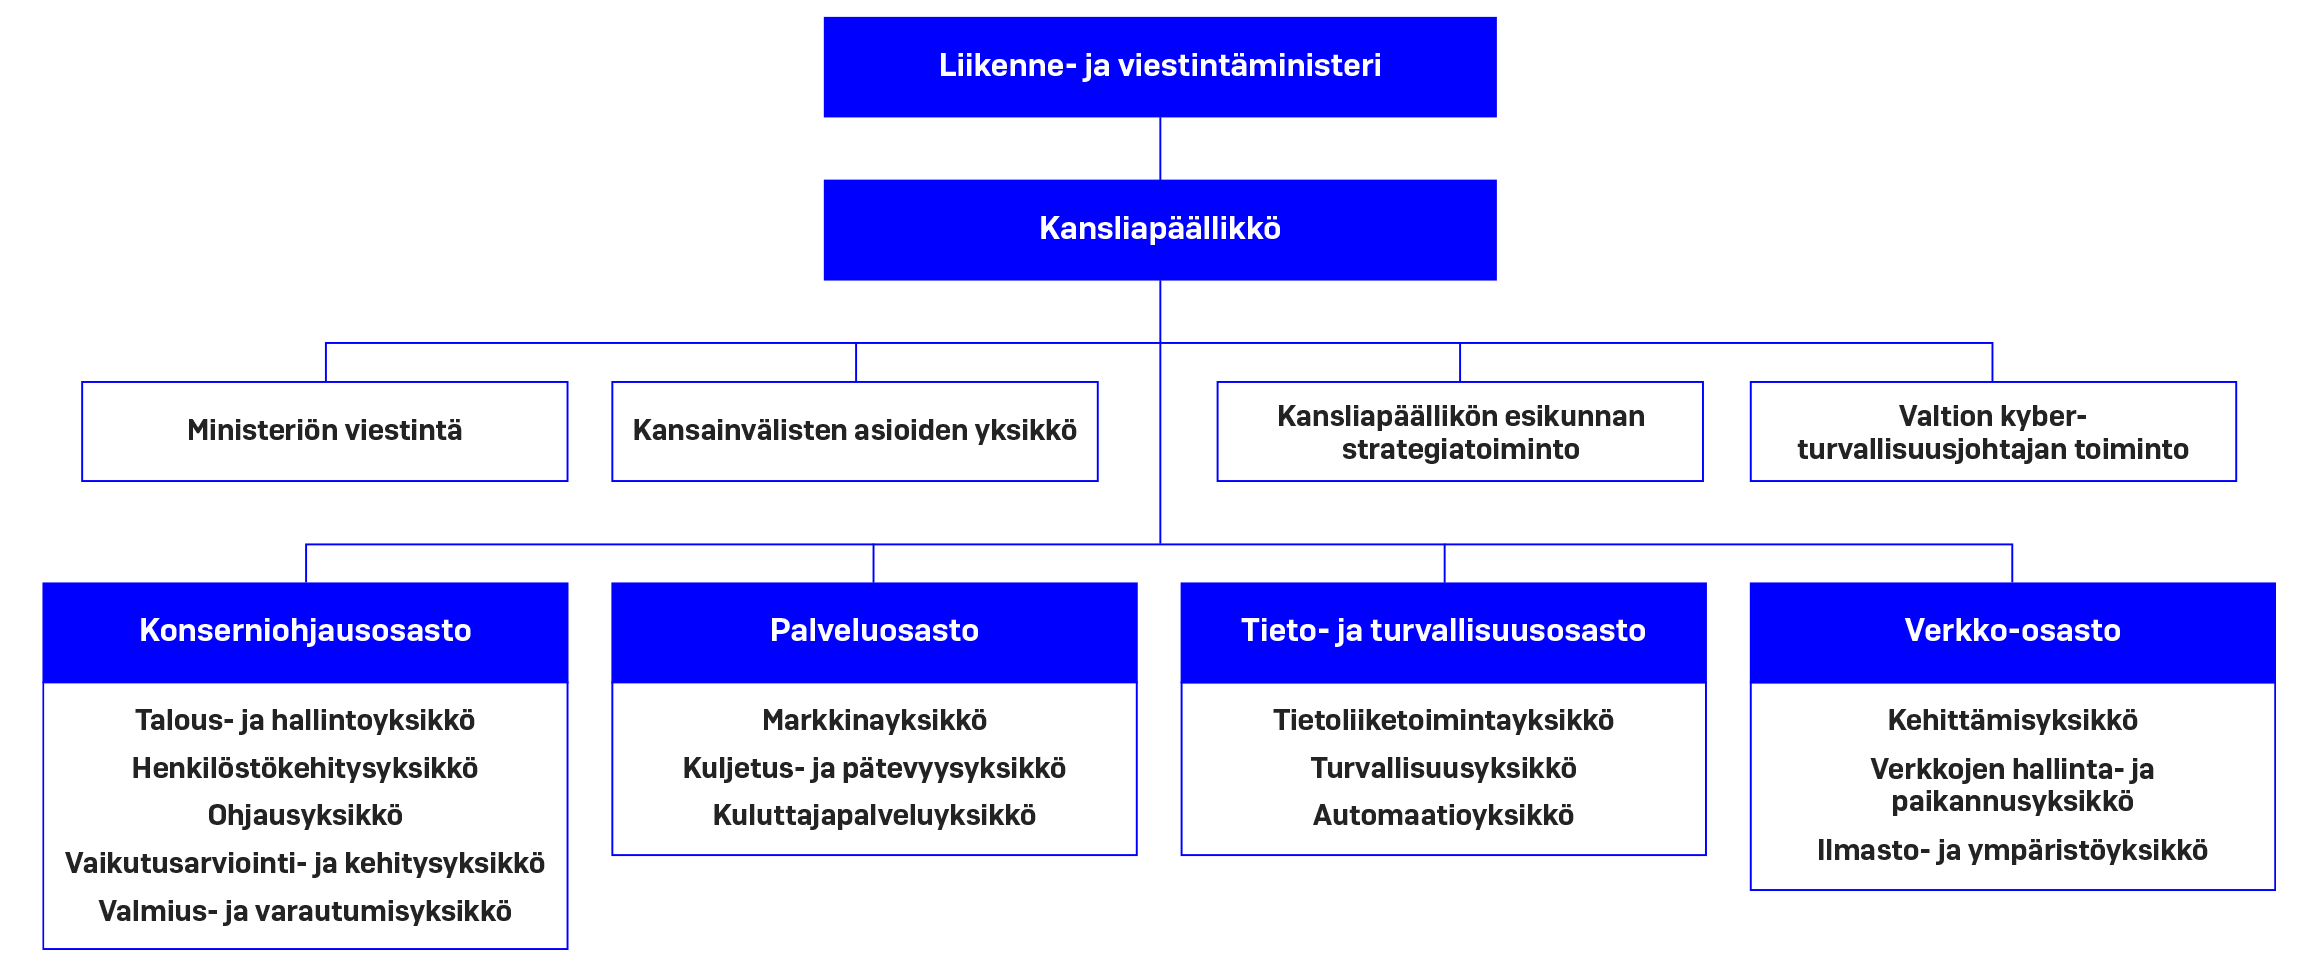 Liikenne- ja viestintäministeri
Kansliapäällikkö
Ministeriön viestintä
Kansainvälisten asioiden yksikkö
Kansliapäällikön esikunnan
strategiatoiminto
Valtion kyber-
turvallisuusjohtajan toiminto
Konserniohjausosasto
Talous- ja hallintoyksikkö
Henkilöstökehitysyksikkö
Ohjausyksikkö
Vaikutusarviointi- ja kehitysyksikkö
Valmius- ja varautumisyksikkö
Palveluosasto
Markkinayksikkö
Kuljetus- ja pätevyysyksikkö
Kuluttajapalveluyksikkö
Tieto- ja turvallisuusosasto
Tietoliiketoimintayksikkö
Turvallisuusyksikkö
Automaatioyksikkö
Verkko-osasto
Kehittämisyksikkö
Verkkojen hallinta- ja
paikannusyksikkö
Ilmasto- ja ympäristöyksikkö